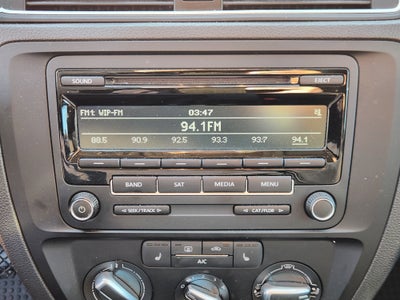 SOUND EJECT
FM1 WIP-FM 03:47
94.1FM
88.5 90.9 92.5 93.3 93.7 94.1
BAND SAT MEDIA MENU
SEEK/TRACK CAT/FLDR
A/C